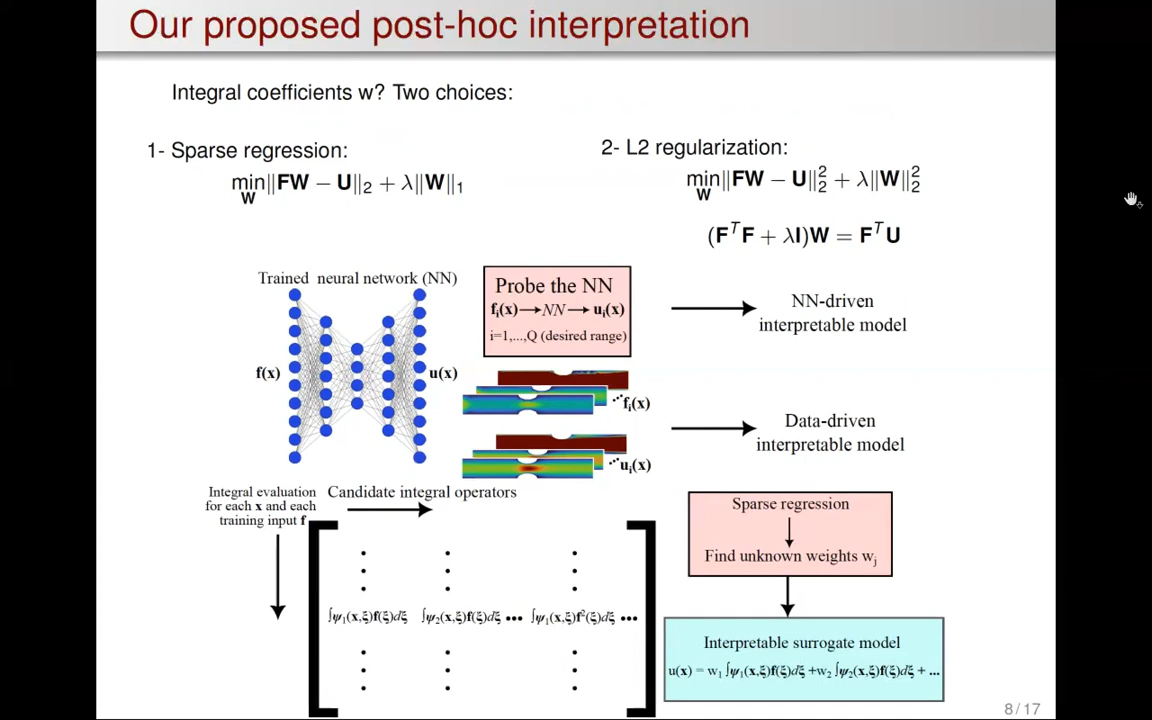 Our proposed post-hoc interpretation
Integral coefficients w? Two choices:
1- Sparse regression:
min‖FW − U‖₂ + λ‖W‖₁
W
2- L2 regularization:
min‖FW − U‖₂² + λ‖W‖₂²
W
(FᵀF + λI)W = FᵀU
Trained neural network (NN)
f(x)
u(x)
Probe the NN
fᵢ(x)→NN→uᵢ(x)
i=1,...,Q (desired range)
fᵢ(x)
uᵢ(x)
NN-driven
interpretable model
Data-driven
interpretable model
Integral evaluation
for each x and each
training input f
Candidate integral operators
∫ψ₁(x,ξ)f(ξ)dξ ∫ψ₂(x,ξ)f(ξ)dξ ••• ∫ψ₁(x,ξ)f²(ξ)dξ •••
Sparse regression
Find unknown weights wⱼ
Interpretable surrogate model
u(x) = w₁ ∫ψ₁(x,ξ)f(ξ)dξ +w₂ ∫ψ₂(x,ξ)f(ξ)dξ + ...
8 / 17